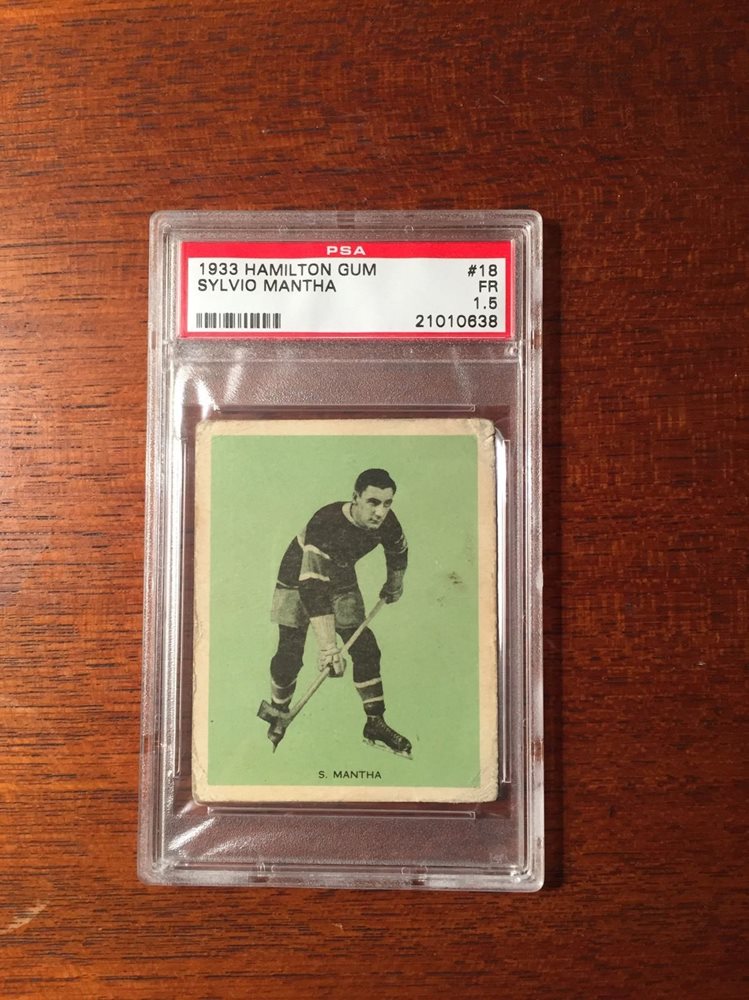 PSA
1933 HAMILTON GUM #18
SYLVIO MANTHA FR
1.5
21010638
S. MANTHA